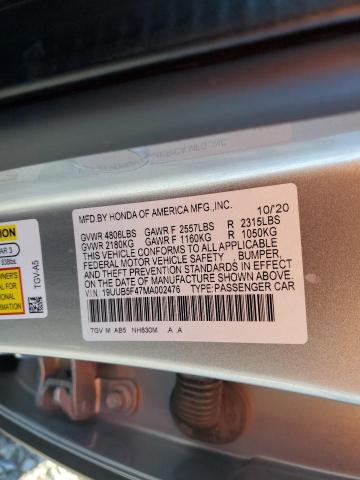 MFD.BY HONDA OF AMERICA MFG.,INC. 10/20
GVWR 4806LBS GAWR F 2557LBS R 2315LBS
GVWR 2180KG GAWR F 1160KG R 1050KG
THIS VEHICLE CONFORMS TO ALL APPLICABLE
FEDERAL MOTOR VEHICLE SAFETY, BUMPER,
AND THEFT PREVENTION STANDARDS IN EFFECT
ON THE DATE OF MANUFACTURE SHOWN ABOVE.
VIN: 19UUB5F47MA002476 TYPE:PASSENGER CAR
TGV M AB5 NH830M A A
TGV-A5